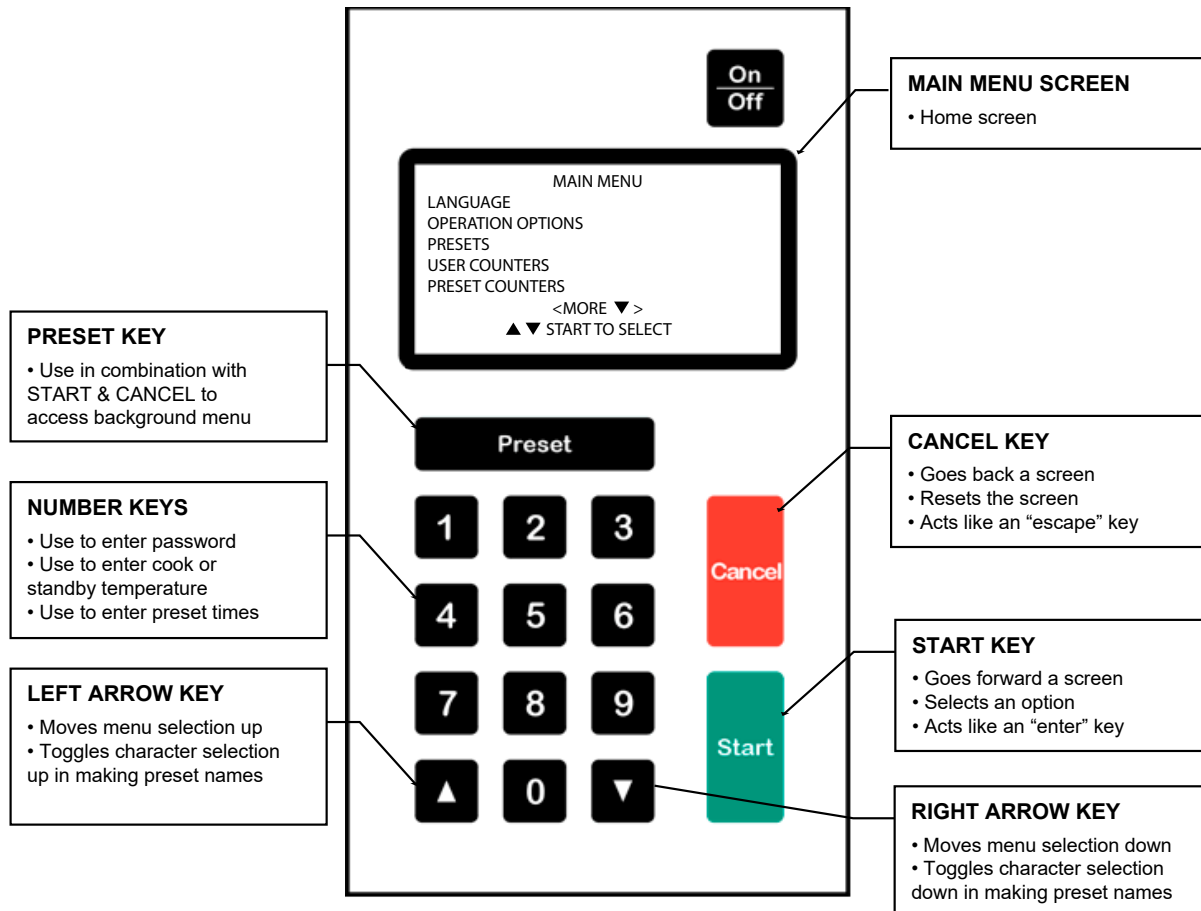 On
Off
MAIN MENU SCREEN
• Home screen
MAIN MENU
LANGUAGE
OPERATION OPTIONS
PRESETS
USER COUNTERS
PRESET COUNTERS
<MORE ▼ >
▲ ▼ START TO SELECT
PRESET KEY
• Use in combination with
START & CANCEL to
access background menu
Preset
CANCEL KEY
• Goes back a screen
• Resets the screen
• Acts like an “escape” key
NUMBER KEYS
• Use to enter password
• Use to enter cook or
standby temperature
• Use to enter preset times
1 2 3
Cancel
4 5 6
START KEY
• Goes forward a screen
• Selects an option
• Acts like an “enter” key
LEFT ARROW KEY
• Moves menu selection up
• Toggles character selection
up in making preset names
7 8 9
Start
▲ 0 ▼
RIGHT ARROW KEY
• Moves menu selection down
• Toggles character selection
down in making preset names